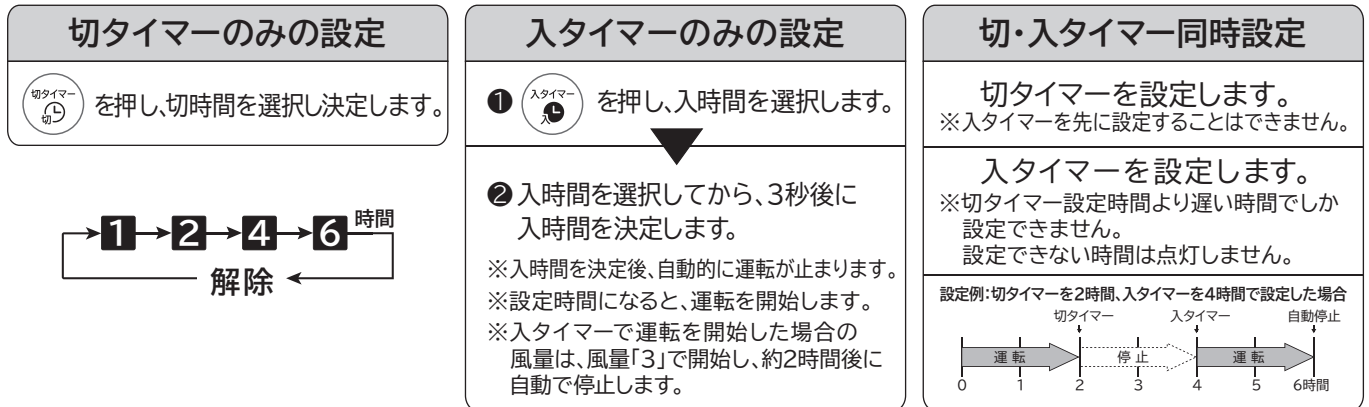 切タイマーのみの設定
切タイマー
切
を押し、切時間を選択し決定します。
1 2 4 6 時間
解除
入タイマーのみの設定
❶ 入タイマー
入
を押し、入時間を選択します。
❷ 入時間を選択してから、3秒後に
入時間を決定します。
※入時間を決定後、自動的に運転が止まります。
※設定時間になると、運転を開始します。
※入タイマーで運転を開始した場合の
風量は、風量「3」で開始し、約2時間後に
自動で停止します。
切・入タイマー同時設定
切タイマーを設定します。
※入タイマーを先に設定することはできません。
入タイマーを設定します。
※切タイマー設定時間より遅い時間でしか
設定できません。
設定できない時間は点灯しません。
設定例:切タイマーを2時間、入タイマーを4時間で設定した場合
切タイマー 入タイマー 自動停止
運転 停止 運転
0 1 2 3 4 5 6時間